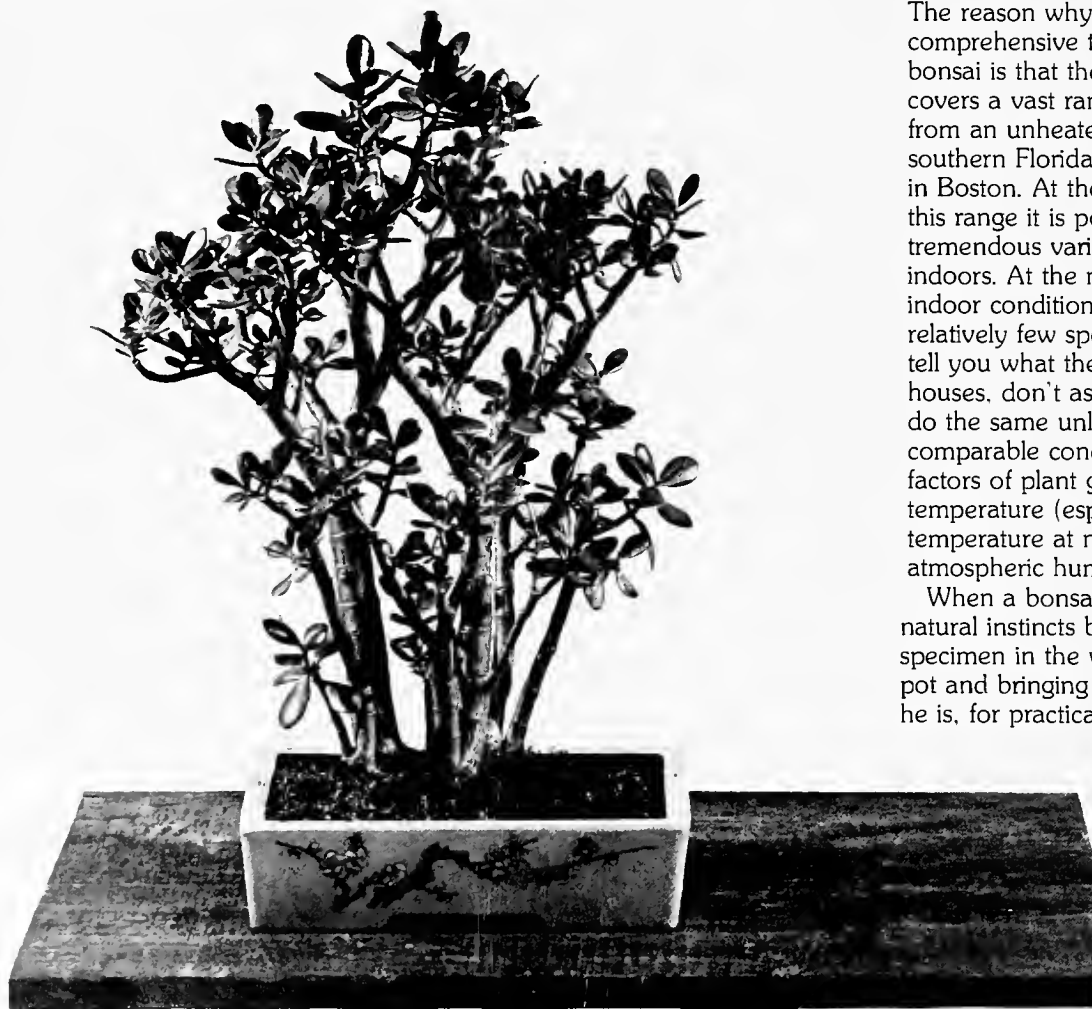 The reason why
comprehensive t
bonsai is that the
covers a vast ran
from an unheate
southern Florida
in Boston. At the
this range it is po
tremendous vari
indoors. At the r
indoor condition
relatively few spe
tell you what the
houses, don't as
do the same unl
comparable cond
factors of plant g
temperature (esp
temperature at n
atmospheric hun
When a bonsa
natural instincts b
specimen in the v
pot and bringing
he is, for practica